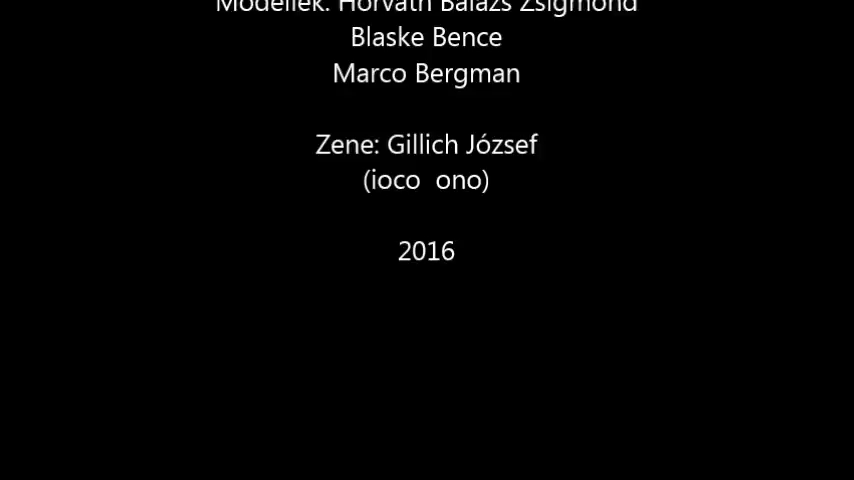 Modellek: Horváth Balázs Zsigmond
Blaske Bence
Marco Bergman
Zene: Gillich József
(ioco ono)
2016